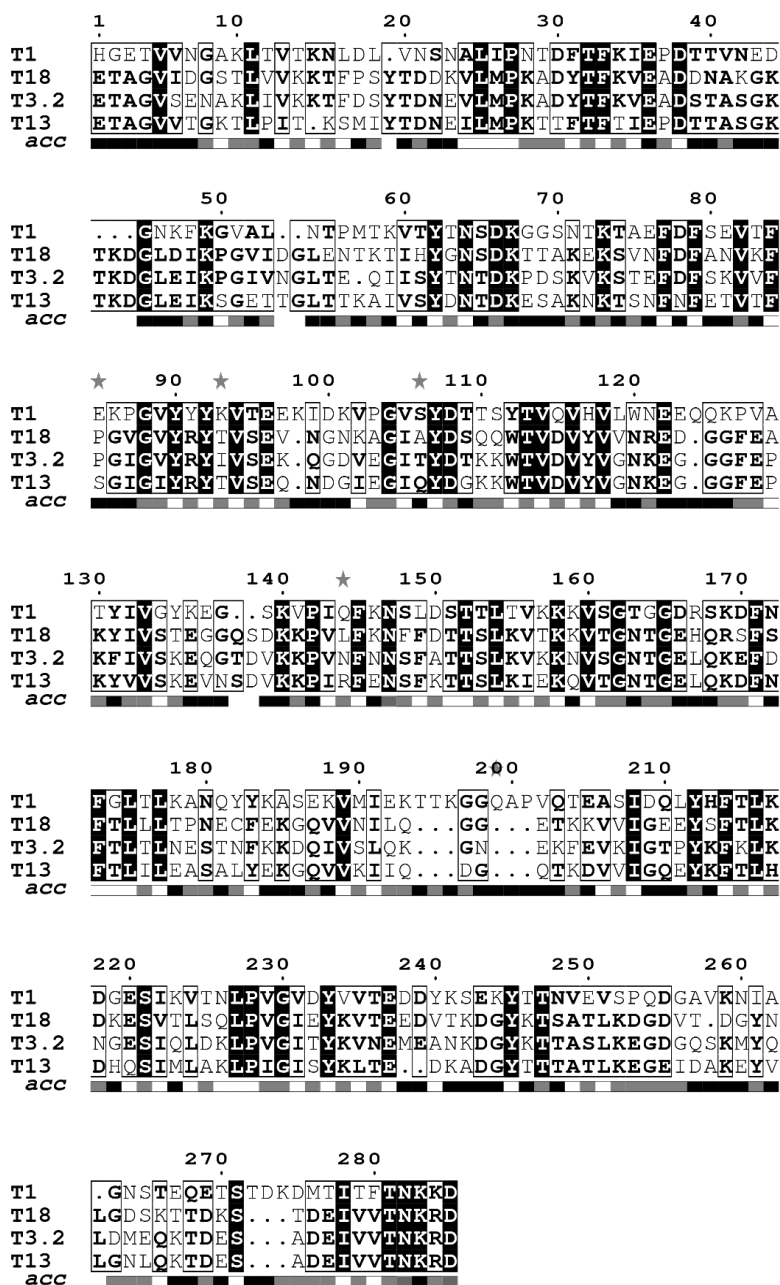 1 10 20 30 40
T1 HGETVVNGAKLTVTKNLDL.VNSNALIPNTDFTFKIEPDTTVNED
T18 ETAGVIDGSTLVVKKTFPSYTDDKVLMPKADYTFKVEADDNAKGK
T3.2 ETAGVSENAKLIVKKTFDSYTDNEVLMPKADYTFKVEADSTASGK
T13 ETAGVVTGKTLPIT.KSMIYTDNEILMPKTTFTFTIEPDTTASGK
acc
50 60 70 80
T1 ...GNKFKGVAL..NTPMTKVTYTNSDKGGSNTKTAEFDFSEVTF
T18 TKDGLDIKPGVIDGLENTKTIHYGNSDKTTAKEKSVNFDFANVKF
T3.2 TKDGLEIKPGIVNGLTE.QIISYTNTDKPDSKVKSTEFDFSKVVF
T13 TKDGLEIKSGETTGLTTKAIVSYDNTDKESAKNKTSNFNFETVTF
acc
90 100 110 120
T1 EKPGVYYYKVTEEKIDKVPGVSYDTTSYTVQVHVLWNEEQQKPVA
T18 PGVGVYRYTVSEV.NGNKAGIAYDSQQWTVDVYVVNRED.GGFEA
T3.2 PGIGVYRYIVSEK.QGDVEGITYDTKKWTVDVYVGNKEG.GGFEP
T13 SGIGIYRYTVSEQ.NDGIEGIQYDGKKWTVDVYVGNKEG.GGFEP
acc
130 140 150 160 170
T1 TYIVGYKEG..SKVPIQFKNSLDSTTLTVKKKVSGTGGDRSKDFN
T18 KYIVSTEGGQSDKKPVLFKNFFDTTSLKVTKKVTGNTGEHQRSFS
T3.2 KFIVSKEQGTDVKKPVNFNNSFATTSLKVKKNVSGNTGELQKEFD
T13 KYVVSKEVNSDVKKPIRFENSFKTTSLKIEKQVTGNTGELQKDFN
acc
180 190 200 210
T1 FGLTLKANQYYKASEKVMIEKTTKGGQAPVQTEASIDQLYHFTLK
T18 FTLLLTPNECFEKGQVVNILQ...GG...ETKKVVIGEEYSFTLK
T3.2 FTLTLNESTNFKKDQIVSLQK...GN...EKFEVKIGTPYKFKLK
T13 FTLILEASALYEKGQVVKIIQ...DG...QTKDVVIGQEYKFTLH
acc
220 230 240 250 260
T1 DGESIKVTNLPVGVDYVVTEDDYKSEKYTTNVEVSPQDGAVKNIA
T18 DKESVTLSQLPVGIEYKVTEEDVTKDGYKTSATLKDGDVT.DGYN
T3.2 NGESIQLDKLPVGITYKVNEMEANKDGYKTTASLKEGDGQSKMYQ
T13 DHQSIMLAKLPIGISYKLTE..DKADGYTTTATLKEGEIDAKEYV
acc
270 280
T1 .GNSTEQETSTDKDMTITFTNKKD
T18 LGDSKTTDKS...TDEIVVTNKRD
T3.2 LDMEQKTDES...ADEIVVTNKRD
T13 LGNLQKTDES...ADEIVVTNKRD
acc